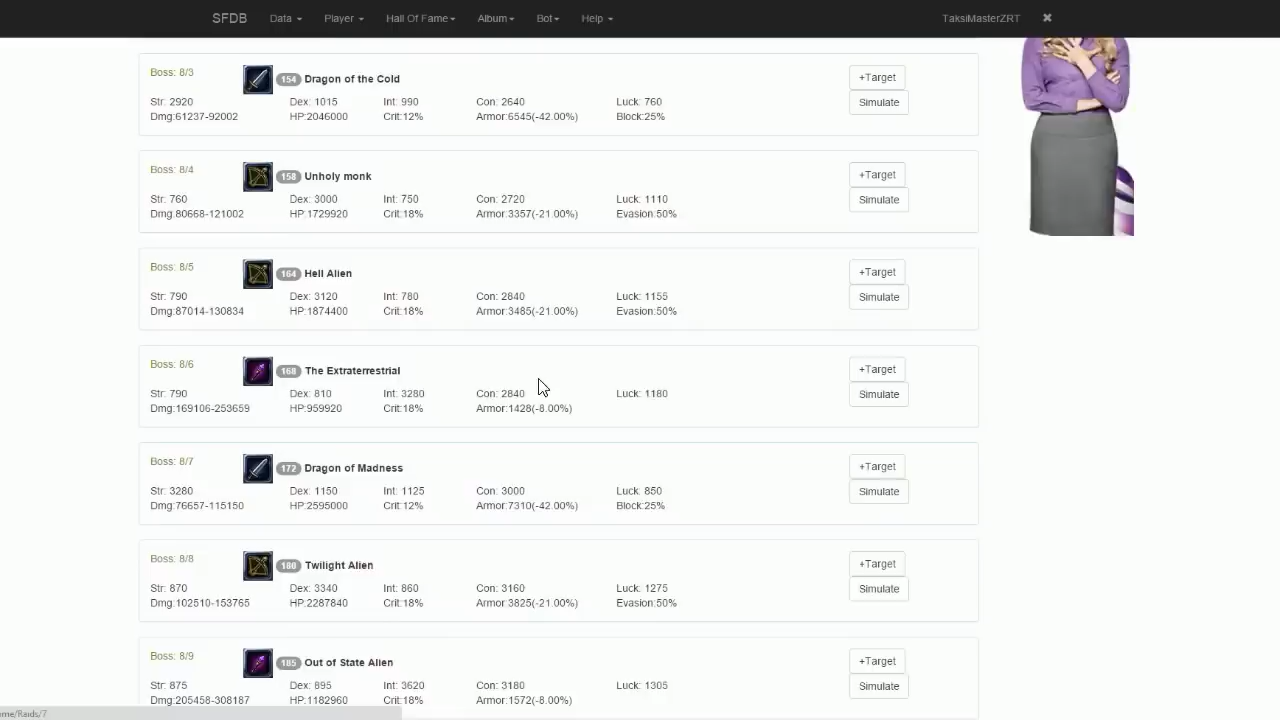 SFDB Data Player Hall Of Fame Album Bot Help TaksiMasterZRT ✖
Boss: 8/3 154 Dragon of the Cold +Target
Str: 2920 Dex: 1015 Int: 990 Con: 2640 Luck: 760 Simulate
Dmg:61237-92002 HP:2046000 Crit:12% Armor:6545(-42.00%) Block:25%
Boss: 8/4 158 Unholy monk +Target
Str: 760 Dex: 3000 Int: 750 Con: 2720 Luck: 1110 Simulate
Dmg:80668-121002 HP:1729920 Crit:18% Armor:3357(-21.00%) Evasion:50%
Boss: 8/5 164 Hell Alien +Target
Str: 790 Dex: 3120 Int: 780 Con: 2840 Luck: 1155 Simulate
Dmg:87014-130834 HP:1874400 Crit:18% Armor:3485(-21.00%) Evasion:50%
Boss: 8/6 168 The Extraterrestrial +Target
Str: 790 Dex: 810 Int: 3280 Con: 2840 Luck: 1180 Simulate
Dmg:169106-253659 HP:959920 Crit:18% Armor:1428(-8.00%)
Boss: 8/7 172 Dragon of Madness +Target
Str: 3280 Dex: 1150 Int: 1125 Con: 3000 Luck: 850 Simulate
Dmg:76657-115150 HP:2595000 Crit:12% Armor:7310(-42.00%) Block:25%
Boss: 8/8 180 Twilight Alien +Target
Str: 870 Dex: 3340 Int: 860 Con: 3160 Luck: 1275 Simulate
Dmg:102510-153765 HP:2287840 Crit:18% Armor:3825(-21.00%) Evasion:50%
Boss: 8/9 185 Out of State Alien +Target
Str: 875 Dex: 895 Int: 3620 Con: 3180 Luck: 1305 Simulate
Dmg:205458-308187 HP:1182960 Crit:18% Armor:1572(-8.00%)
ome/Raids/7